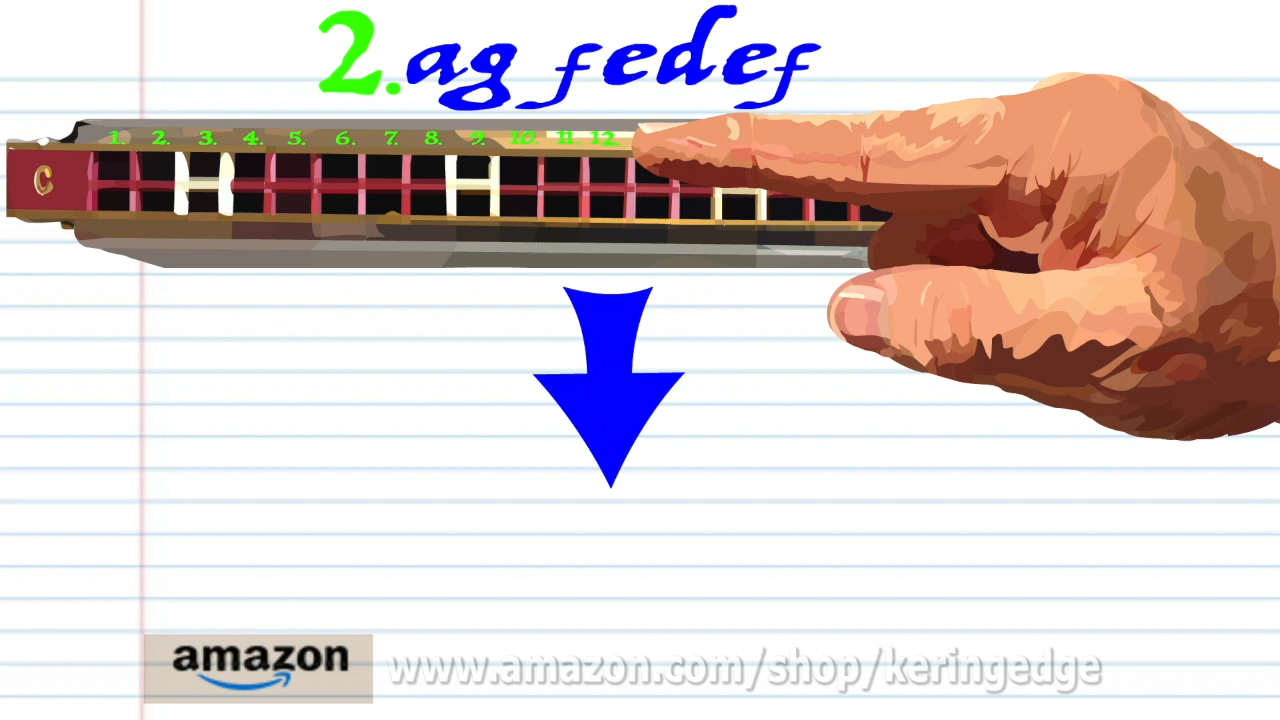 2. ag fedef
1. 2. 3. 4. 5. 6. 7. 8. 9. 10. 11. 12.
C
amazon www.amazon.com/shop/keringedge